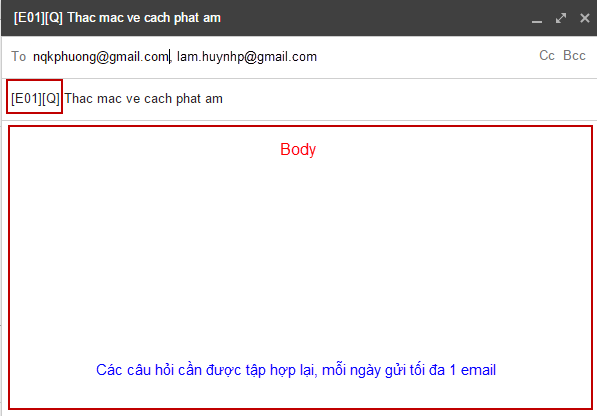 [E01][Q] Thac mac ve cach phat am
To nqkphuong@gmail.com, lam.huynhp@gmail.com Cc Bcc
[E01][Q] Thac mac ve cach phat am
Body
Các câu hỏi cần được tập hợp lại, mỗi ngày gửi tối đa 1 email